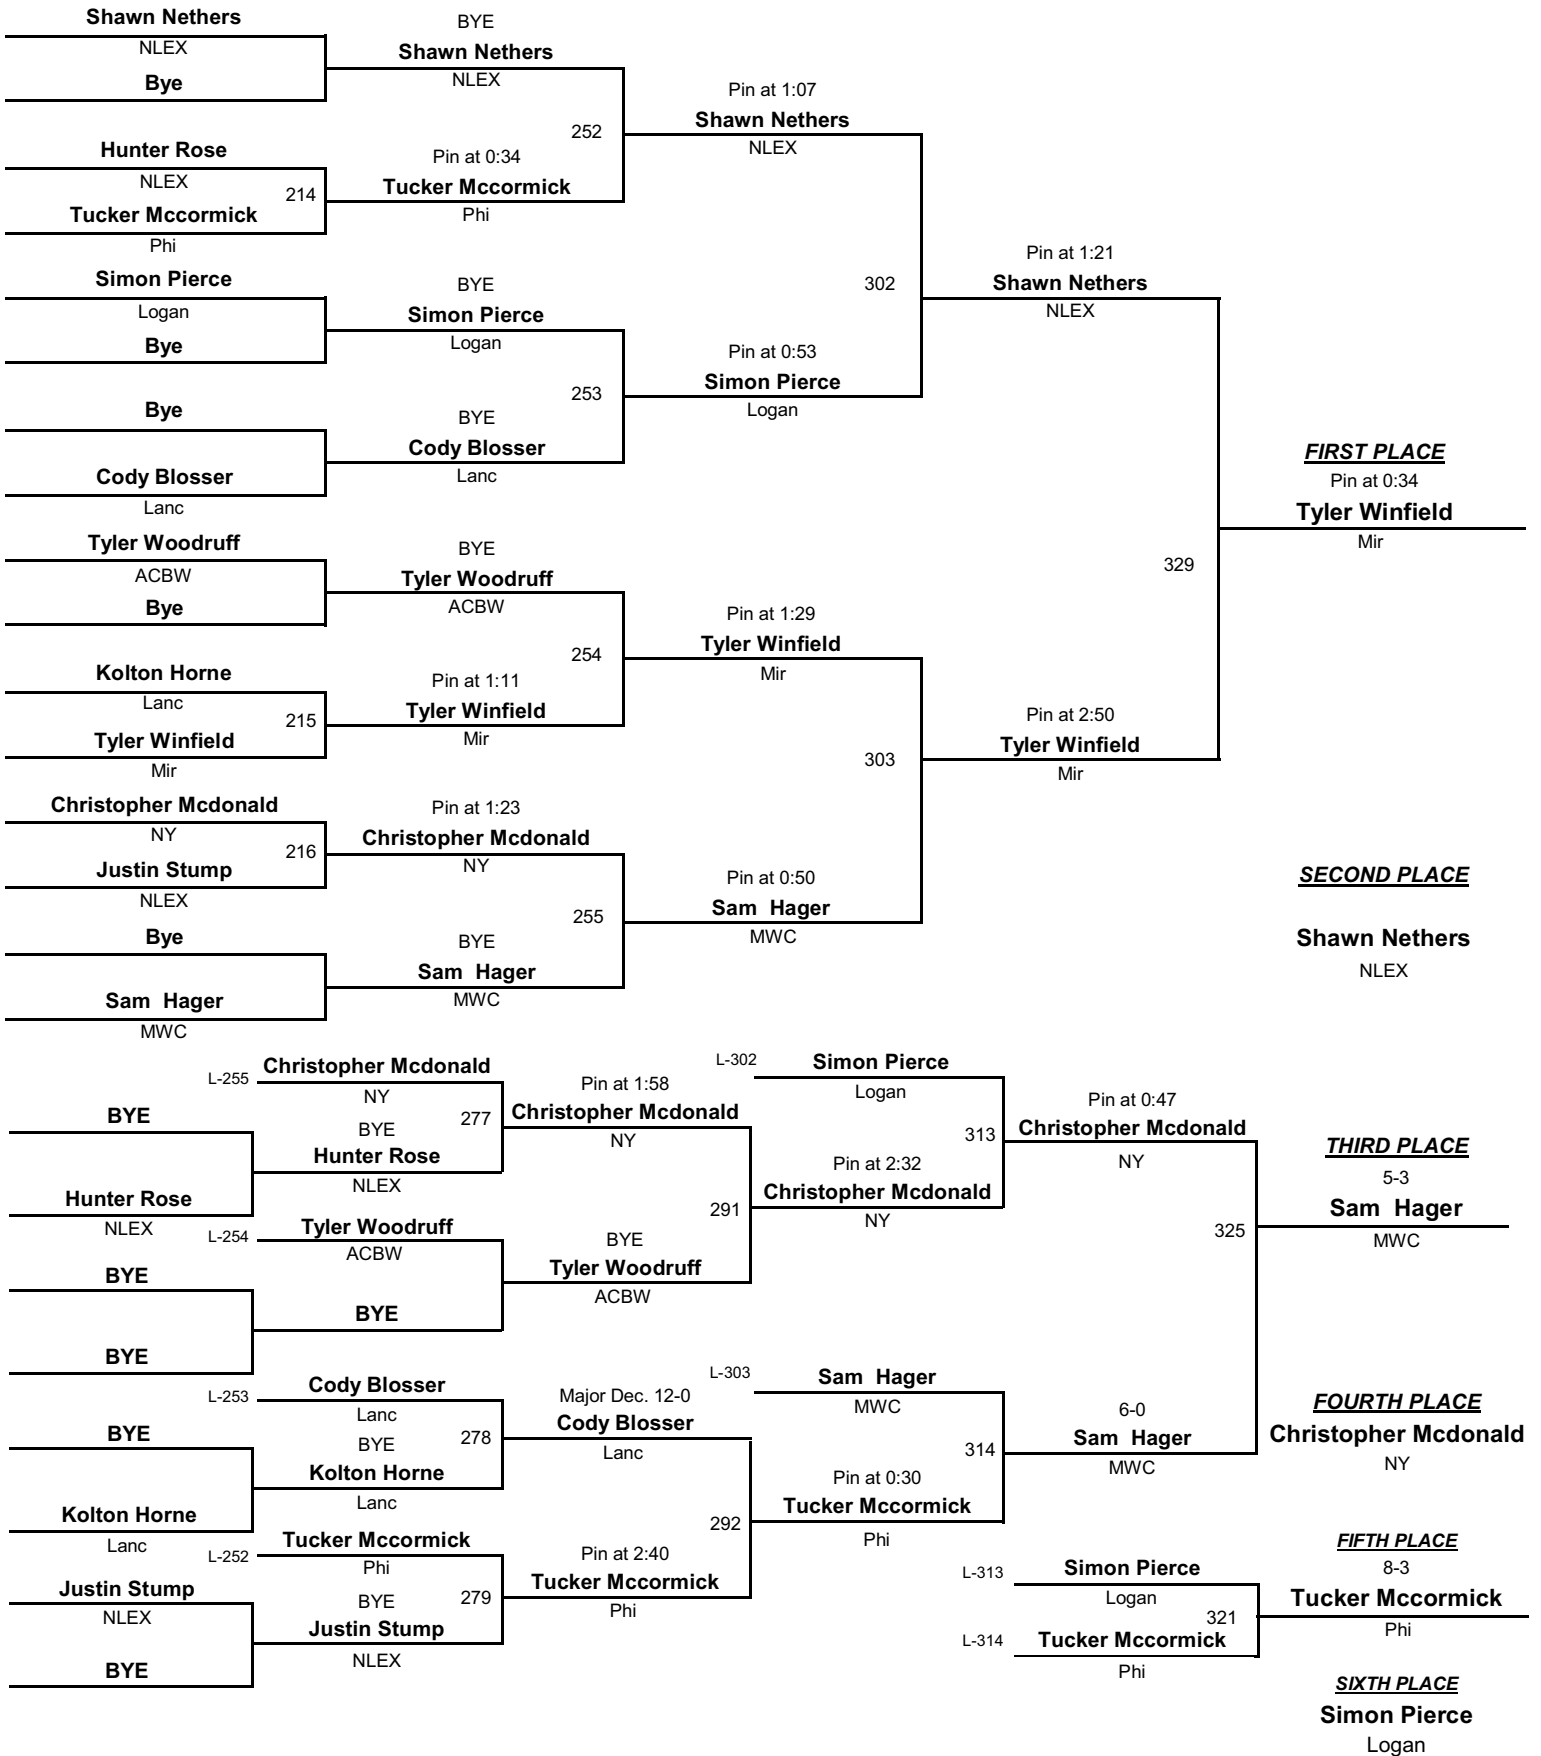 Shawn Nethers
NLEX
Bye
Hunter Rose
NLEX
214
Tucker Mccormick
Phi
Simon Pierce
Logan
Bye
Bye
Cody Blosser
Lanc
Tyler Woodruff
ACBW
Bye
Kolton Horne
Lanc
215
Tyler Winfield
Mir
Christopher Mcdonald
NY
216
Justin Stump
NLEX
Bye
Sam Hager
MWC
BYE
Shawn Nethers
NLEX
252
Pin at 0:34
Tucker Mccormick
Phi
BYE
Simon Pierce
Logan
253
BYE
Cody Blosser
Lanc
BYE
Tyler Woodruff
ACBW
254
Pin at 1:11
Tyler Winfield
Mir
Pin at 1:23
Christopher Mcdonald
NY
255
BYE
Sam Hager
MWC
Pin at 1:07
Shawn Nethers
NLEX
302
Pin at 0:53
Simon Pierce
Logan
Pin at 1:29
Tyler Winfield
Mir
303
Pin at 0:50
Sam Hager
MWC
Pin at 1:21
Shawn Nethers
NLEX
329
Pin at 2:50
Tyler Winfield
Mir
FIRST PLACE
Pin at 0:34
Tyler Winfield
Mir
SECOND PLACE
Shawn Nethers
NLEX
BYE
Hunter Rose
NLEX
BYE
BYE
BYE
Kolton Horne
Lanc
Justin Stump
NLEX
BYE
L-255
Christopher Mcdonald
NY
277
BYE
Hunter Rose
NLEX
L-254
Tyler Woodruff
ACBW
BYE
L-253
Cody Blosser
Lanc
278
BYE
Kolton Horne
Lanc
L-252
Tucker Mccormick
Phi
279
BYE
Justin Stump
NLEX
Pin at 1:58
Christopher Mcdonald
NY
291
BYE
Tyler Woodruff
ACBW
Major Dec. 12-0
Cody Blosser
Lanc
292
Pin at 2:40
Tucker Mccormick
Phi
L-302
Simon Pierce
Logan
313
Pin at 2:32
Christopher Mcdonald
NY
L-303
Sam Hager
MWC
314
Pin at 0:30
Tucker Mccormick
Phi
Pin at 0:47
Christopher Mcdonald
NY
325
6-0
Sam Hager
MWC
THIRD PLACE
5-3
Sam Hager
MWC
FOURTH PLACE
Christopher Mcdonald
NY
L-313
Simon Pierce
Logan
321
L-314
Tucker Mccormick
Phi
FIFTH PLACE
8-3
Tucker Mccormick
Phi
SIXTH PLACE
Simon Pierce
Logan